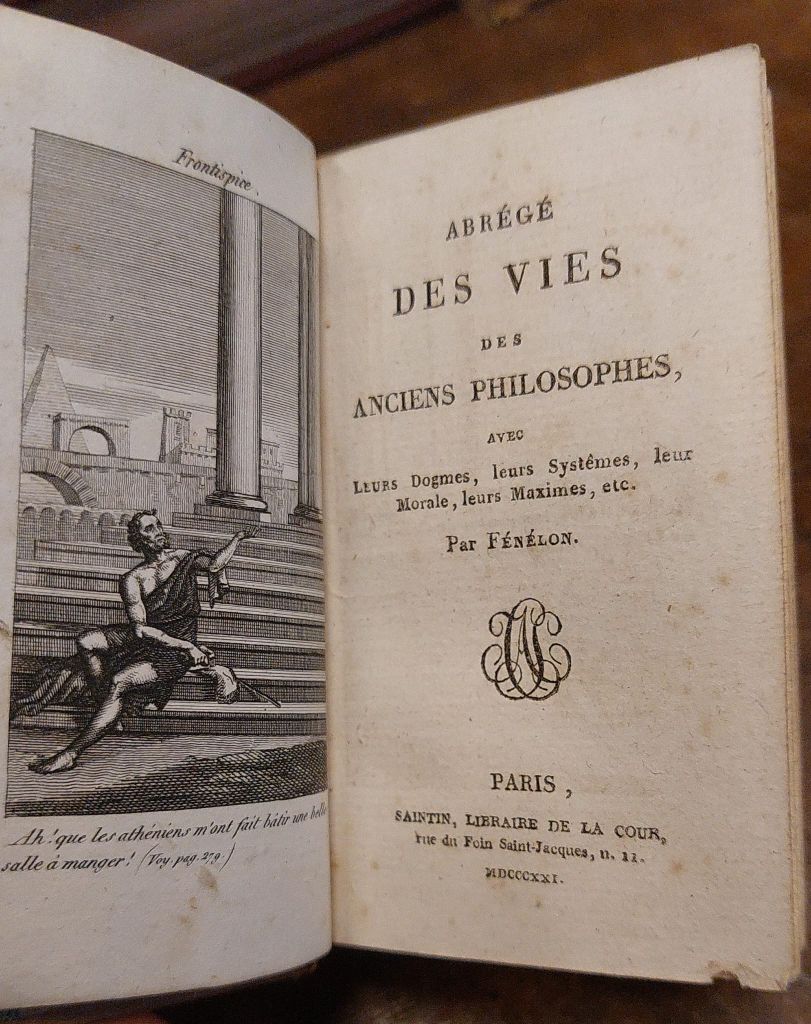 Frontispice.
Ah! que les athéniens m'ont fait bâtir une belle
salle à manger! (Voy. pag. 279.)
ABRÉGÉ
DES VIES
DES
ANCIENS PHILOSOPHES,
AVEC
LEURS Dogmes, leurs Systêmes, leur
Morale, leurs Maximes, etc.
Par FÉNÉLON.
PARIS,
SAINTIN, LIBRAIRE DE LA COUR,
rue du Foin Saint-Jacques, n. 11.
MDCCCXXI.